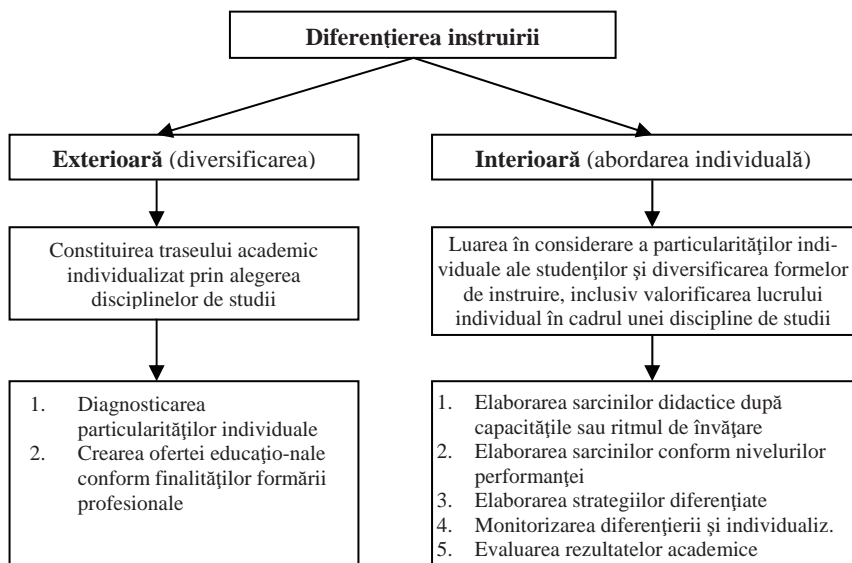 Diferenţierea instruirii
Exterioară (diversificarea)
Constituirea traseului academic
individualizat prin alegerea
disciplinelor de studii
1. Diagnosticarea
particularităţilor individuale
2. Crearea ofertei educaţio-nale
conform finalităţilor formării
profesionale
Interioară (abordarea individuală)
Luarea în considerare a particularităţilor indi-
viduale ale studenţilor şi diversificarea formelor
de instruire, inclusiv valorificarea lucrului
individual în cadrul unei discipline de studii
1. Elaborarea sarcinilor didactice după
capacităţile sau ritmul de învăţare
2. Elaborarea sarcinilor conform nivelurilor
performanţei
3. Elaborarea strategiilor diferenţiate
4. Monitorizarea diferenţierii şi individualiz.
5. Evaluarea rezultatelor academice